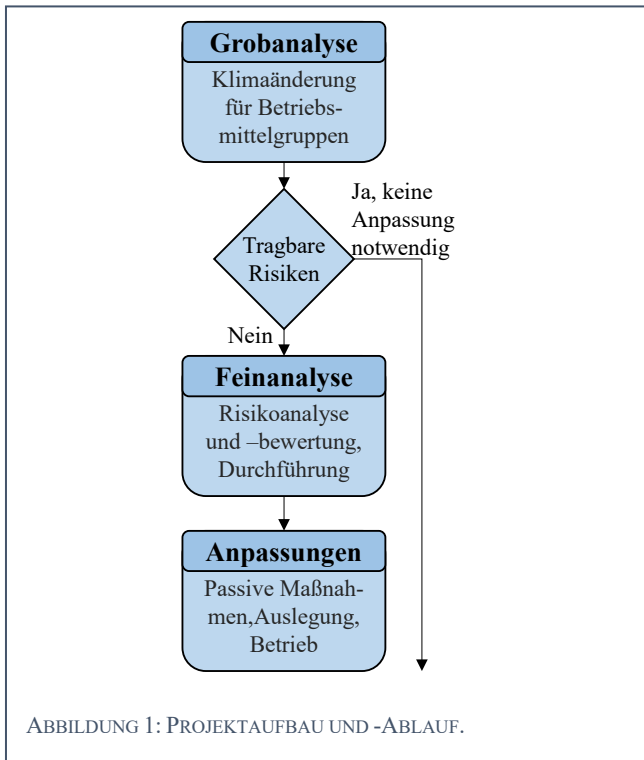 Grobanalyse
Klimaänderung
für Betriebs-
mittelgruppen
Ja, keine
Anpassung
notwendig
Tragbare
Risiken
Nein
Feinanalyse
Risikoanalyse
und –bewertung,
Durchführung
Anpassungen
Passive Maßnah-
men,Auslegung,
Betrieb
ABBILDUNG 1: PROJEKTAUFBAU UND -ABLAUF.